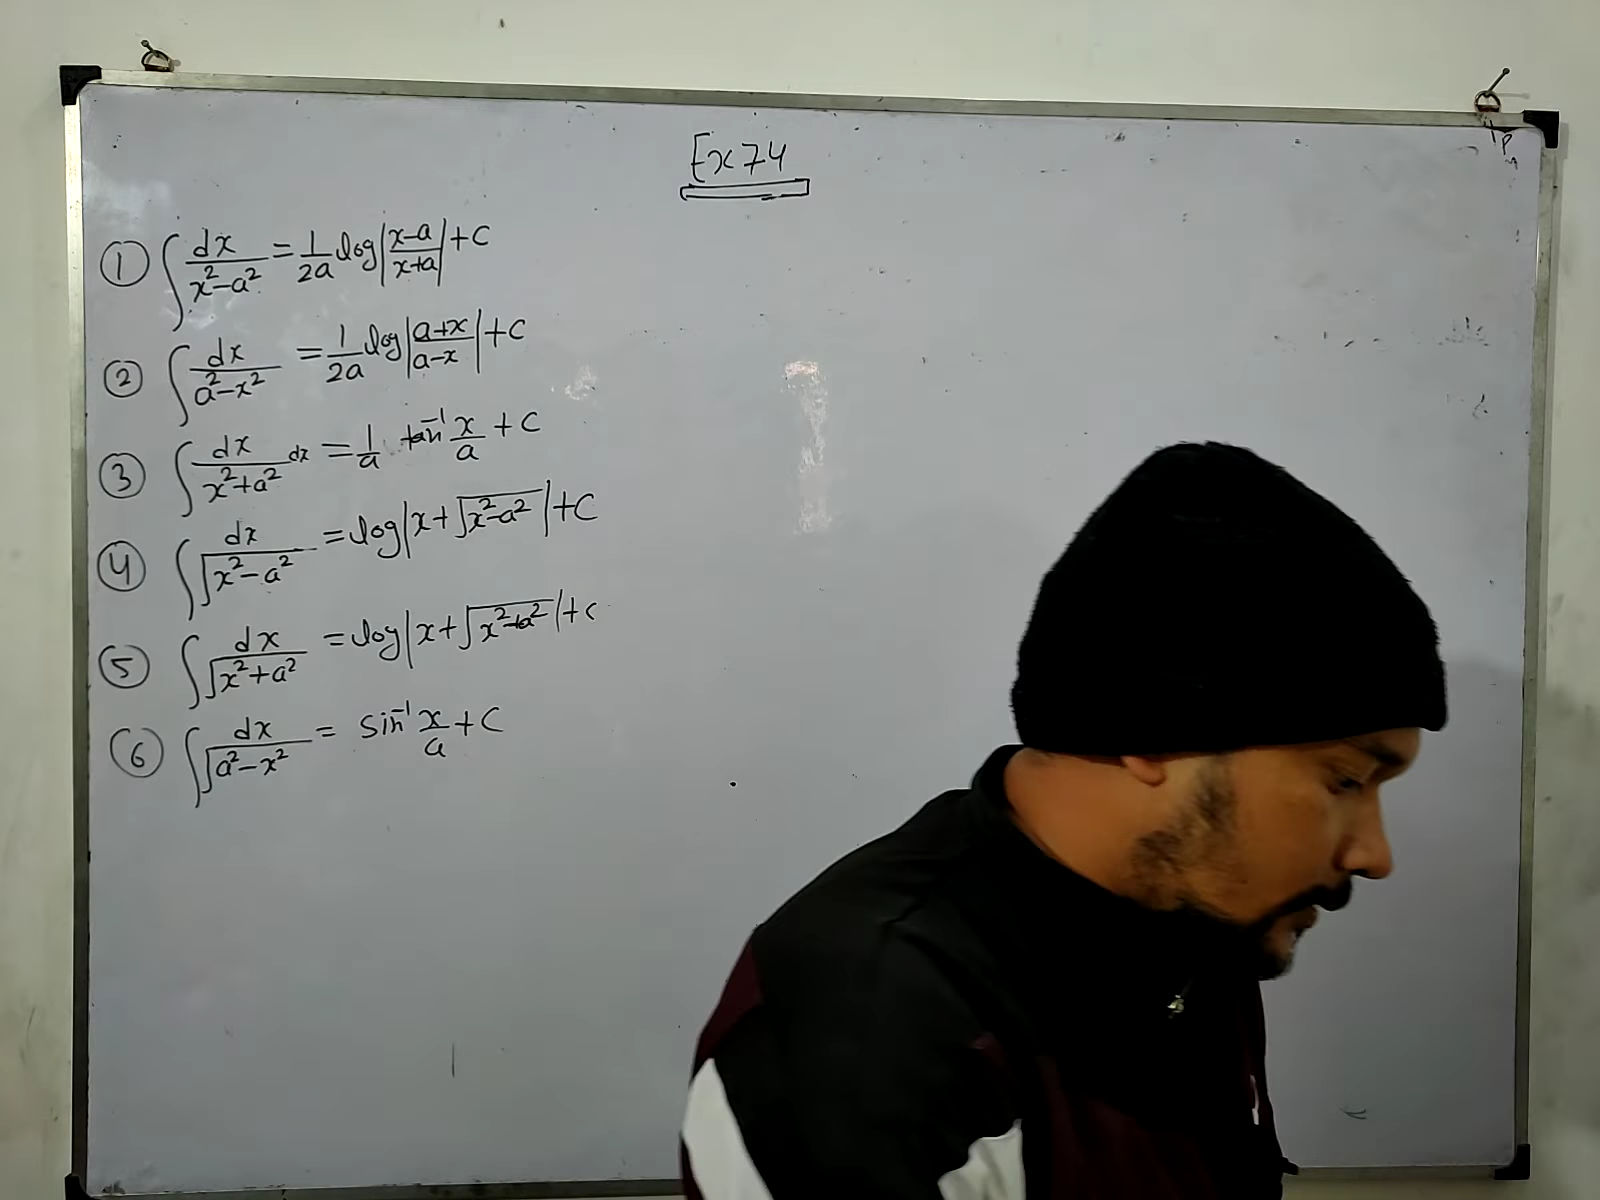 Ex 74
① ∫ dx/(x²-a²) = 1/2a log|(x-a)/(x+a)| + C
② ∫ dx/(a²-x²) = 1/2a log|(a+x)/(a-x)| + C
③ ∫ dx/(x²+a²) dx = 1/a tan⁻¹ x/a + C
④ ∫ dx/√(x²-a²) = log|x+√(x²-a²)| + C
⑤ ∫ dx/√(x²+a²) = log|x+√(x²+a²)| + c
⑥ ∫ dx/√(a²-x²) = sin⁻¹ x/a + C